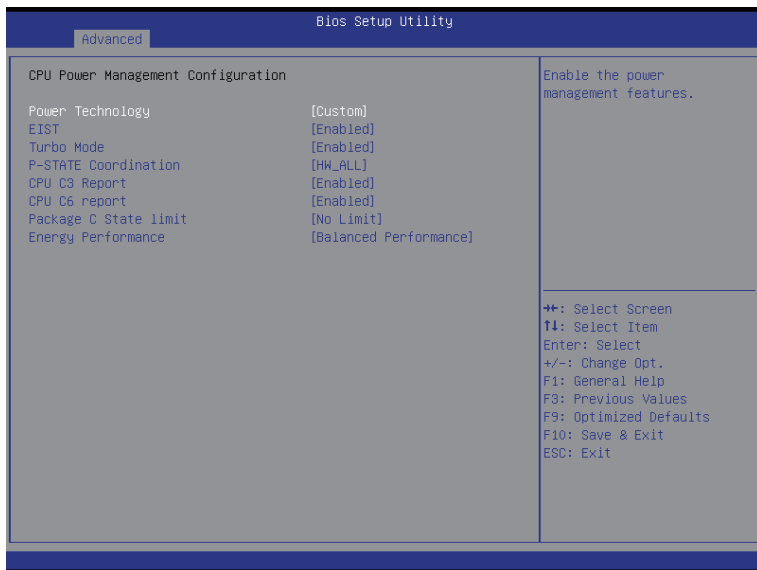 Bios Setup Utility
Advanced
CPU Power Management Configuration
Power Technology [Custom]
EIST [Enabled]
Turbo Mode [Enabled]
P-STATE Coordination [HW_ALL]
CPU C3 Report [Enabled]
CPU C6 report [Enabled]
Package C State limit [No Limit]
Energy Performance [Balanced Performance]
Enable the power
management features.
→←: Select Screen
↑↓: Select Item
Enter: Select
+/-: Change Opt.
F1: General Help
F3: Previous Values
F9: Optimized Defaults
F10: Save & Exit
ESC: Exit